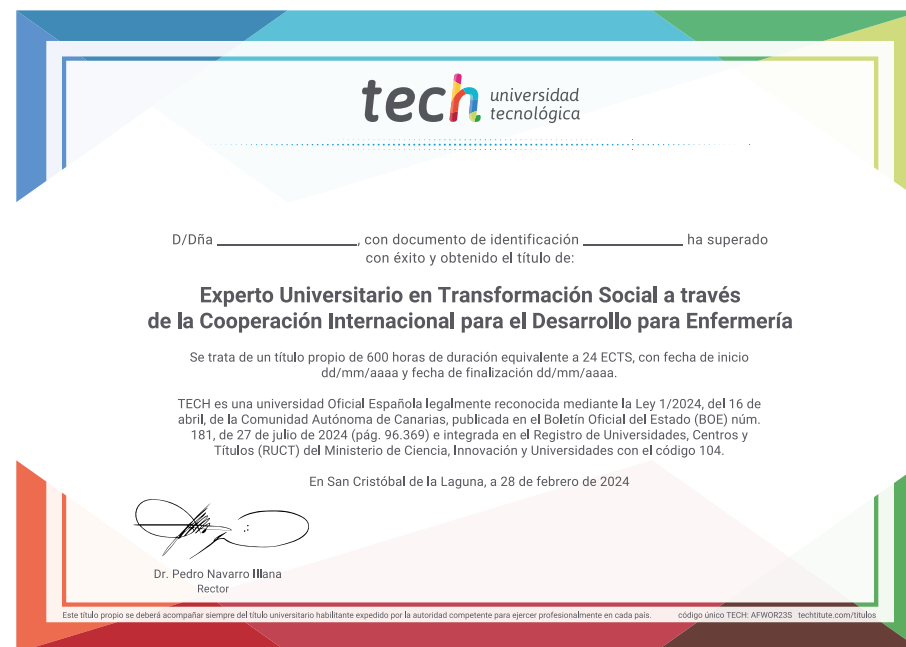 tech universidad
tecnológica
D/Dña ____________________, con documento de identificación ______________ ha superado
con éxito y obtenido el título de:
Experto Universitario en Transformación Social a través
de la Cooperación Internacional para el Desarrollo para Enfermería
Se trata de un título propio de 600 horas de duración equivalente a 24 ECTS, con fecha de inicio
dd/mm/aaaa y fecha de finalización dd/mm/aaaa.
TECH es una universidad Oficial Española legalmente reconocida mediante la Ley 1/2024, del 16 de
abril, de la Comunidad Autónoma de Canarias, publicada en el Boletín Oficial del Estado (BOE) núm.
181, de 27 de julio de 2024 (pág. 96.369) e integrada en el Registro de Universidades, Centros y
Títulos (RUCT) del Ministerio de Ciencia, Innovación y Universidades con el código 104.
En San Cristóbal de la Laguna, a 28 de febrero de 2024
Dr. Pedro Navarro Illana
Rector
Este título propio se deberá acompañar siempre del título universitario habilitante expedido por la autoridad competente para ejercer profesionalmente en cada país. código único TECH: AFWOR23S techtitute.com/titulos